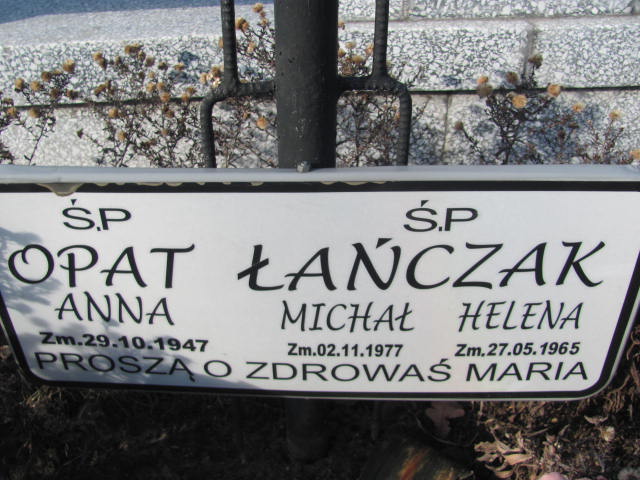 Ś.P Ś.P
OPAT ŁAŃCZAK
ANNA MICHAŁ HELENA
Zm.29.10.1947 Zm.02.11.1977 Zm.27.05.1965
PROSZĄ O ZDROWAŚ MARIA